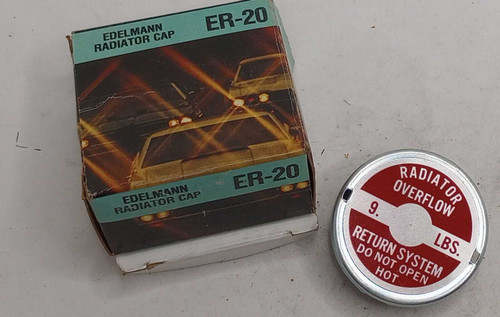 EDELMANN
RADIATOR CAP
ER-20
EDELMANN
RADIATOR CAP
ER-20
RADIATOR
OVERFLOW
9. LBS.
RETURN SYSTEM
DO NOT OPEN
HOT